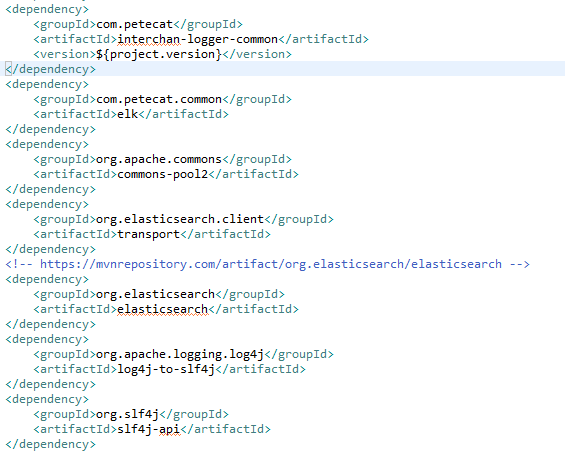 <dependency>
<groupId>com.petecat</groupId>
<artifactId>interchan-logger-common</artifactId>
<version>${project.version}</version>
</dependency>
<dependency>
<groupId>com.petecat.common</groupId>
<artifactId>elk</artifactId>
</dependency>
<dependency>
<groupId>org.apache.commons</groupId>
<artifactId>commons-pool2</artifactId>
</dependency>
<dependency>
<groupId>org.elasticsearch.client</groupId>
<artifactId>transport</artifactId>
</dependency>
<!-- https://mvnrepository.com/artifact/org.elasticsearch/elasticsearch -->
<dependency>
<groupId>org.elasticsearch</groupId>
<artifactId>elasticsearch</artifactId>
</dependency>
<dependency>
<groupId>org.apache.logging.log4j</groupId>
<artifactId>log4j-to-slf4j</artifactId>
</dependency>
<dependency>
<groupId>org.slf4j</groupId>
<artifactId>slf4j-api</artifactId>
</dependency>